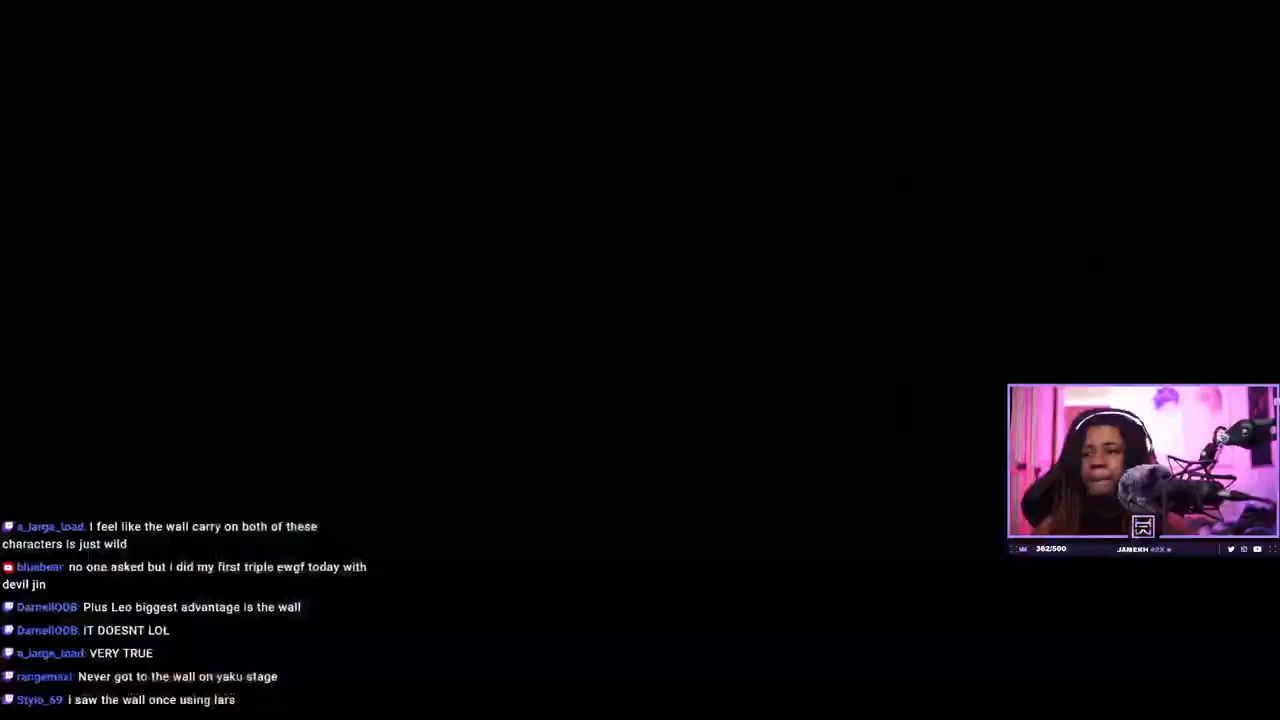 a_large_load: I feel like the wall carry on both of these
characters is just wild
bluebear: no one asked but i did my first triple ewgf today with
devil jin
DarnellODB: Plus Leo biggest advantage is the wall
DarnellODB: IT DOESNT LOL
a_large_load: VERY TRUE
rangemaxi: Never got to the wall on yaku stage
Stylo_69: i saw the wall once using lars
362/500
JAMEKH